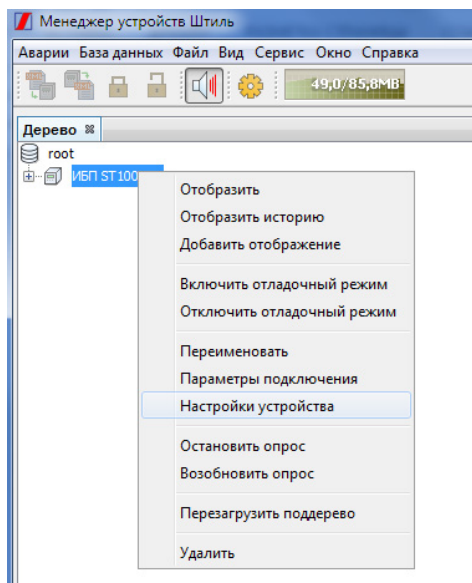 Менеджер устройств Штиль
Аварии База данных Файл Вид Сервис Окно Справка
49,0/85,8MB
Дерево
root
ИБП ST100
Отобразить
Отобразить историю
Добавить отображение
Включить отладочный режим
Отключить отладочный режим
Переименовать
Параметры подключения
Настройки устройства
Остановить опрос
Возобновить опрос
Перезагрузить поддерево
Удалить